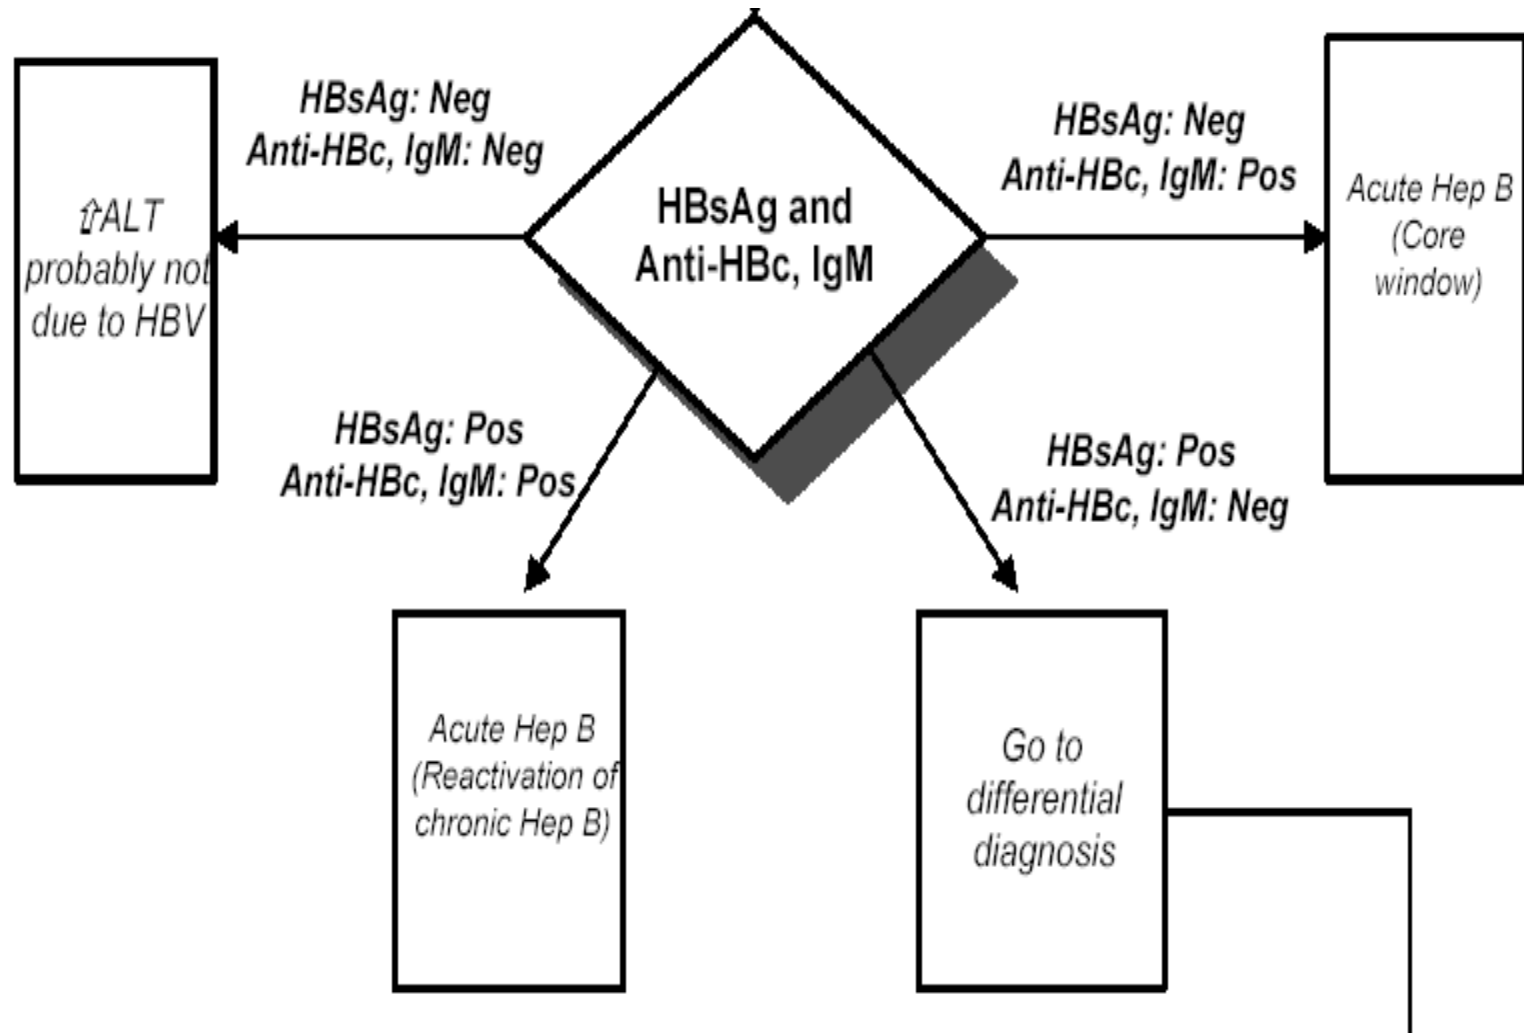 HBsAg: Neg
Anti-HBc, IgM: Neg
⇧ALT
probably not
due to HBV
HBsAg and
Anti-HBc, IgM
HBsAg: Neg
Anti-HBc, IgM: Pos
Acute Hep B
(Core
window)
HBsAg: Pos
Anti-HBc, IgM: Pos
HBsAg: Pos
Anti-HBc, IgM: Neg
Acute Hep B
(Reactivation of
chronic Hep B)
Go to
differential
diagnosis